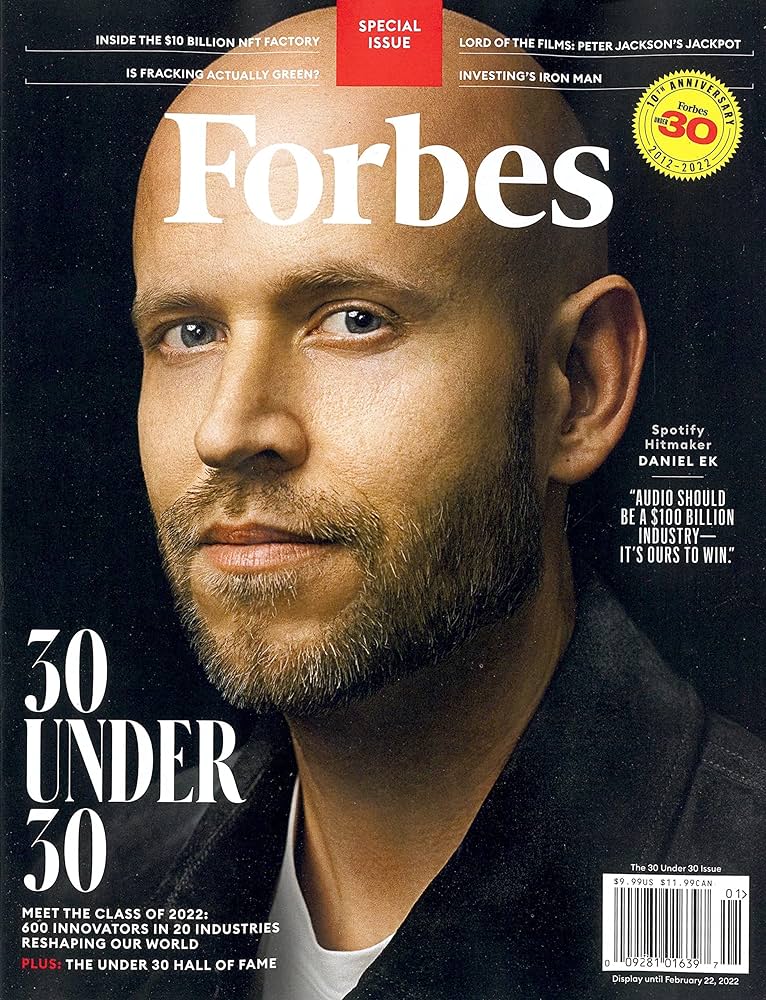 INSIDE THE $10 BILLION NFT FACTORY
IS FRACKING ACTUALLY GREEN?
SPECIAL
ISSUE
LORD OF THE FILMS: PETER JACKSON'S JACKPOT
INVESTING'S IRON MAN
Forbes
10TH ANNIVERSARY
Forbes
UNDER
30
2012-2022
Spotify
Hitmaker
DANIEL EK
“AUDIO SHOULD
BE A $100 BILLION
INDUSTRY—
IT'S OURS TO WIN.”
30
UNDER
30
MEET THE CLASS OF 2022:
600 INNOVATORS IN 20 INDUSTRIES
RESHAPING OUR WORLD
PLUS: THE UNDER 30 HALL OF FAME
The 30 Under 30 Issue
$9.99US $11.99CAN
01>
0 09281 01639 7
Display until February 22, 2022